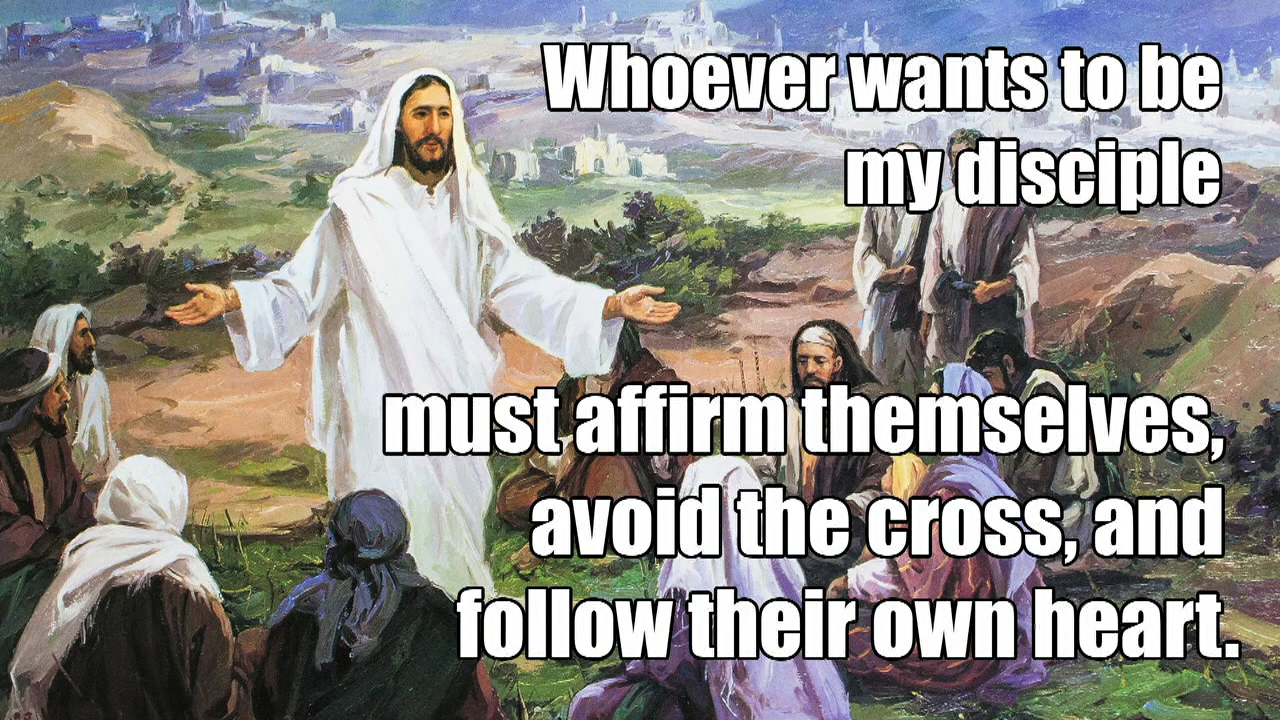 Whoever wants to be
my disciple
must affirm themselves,
avoid the cross, and
follow their own heart.